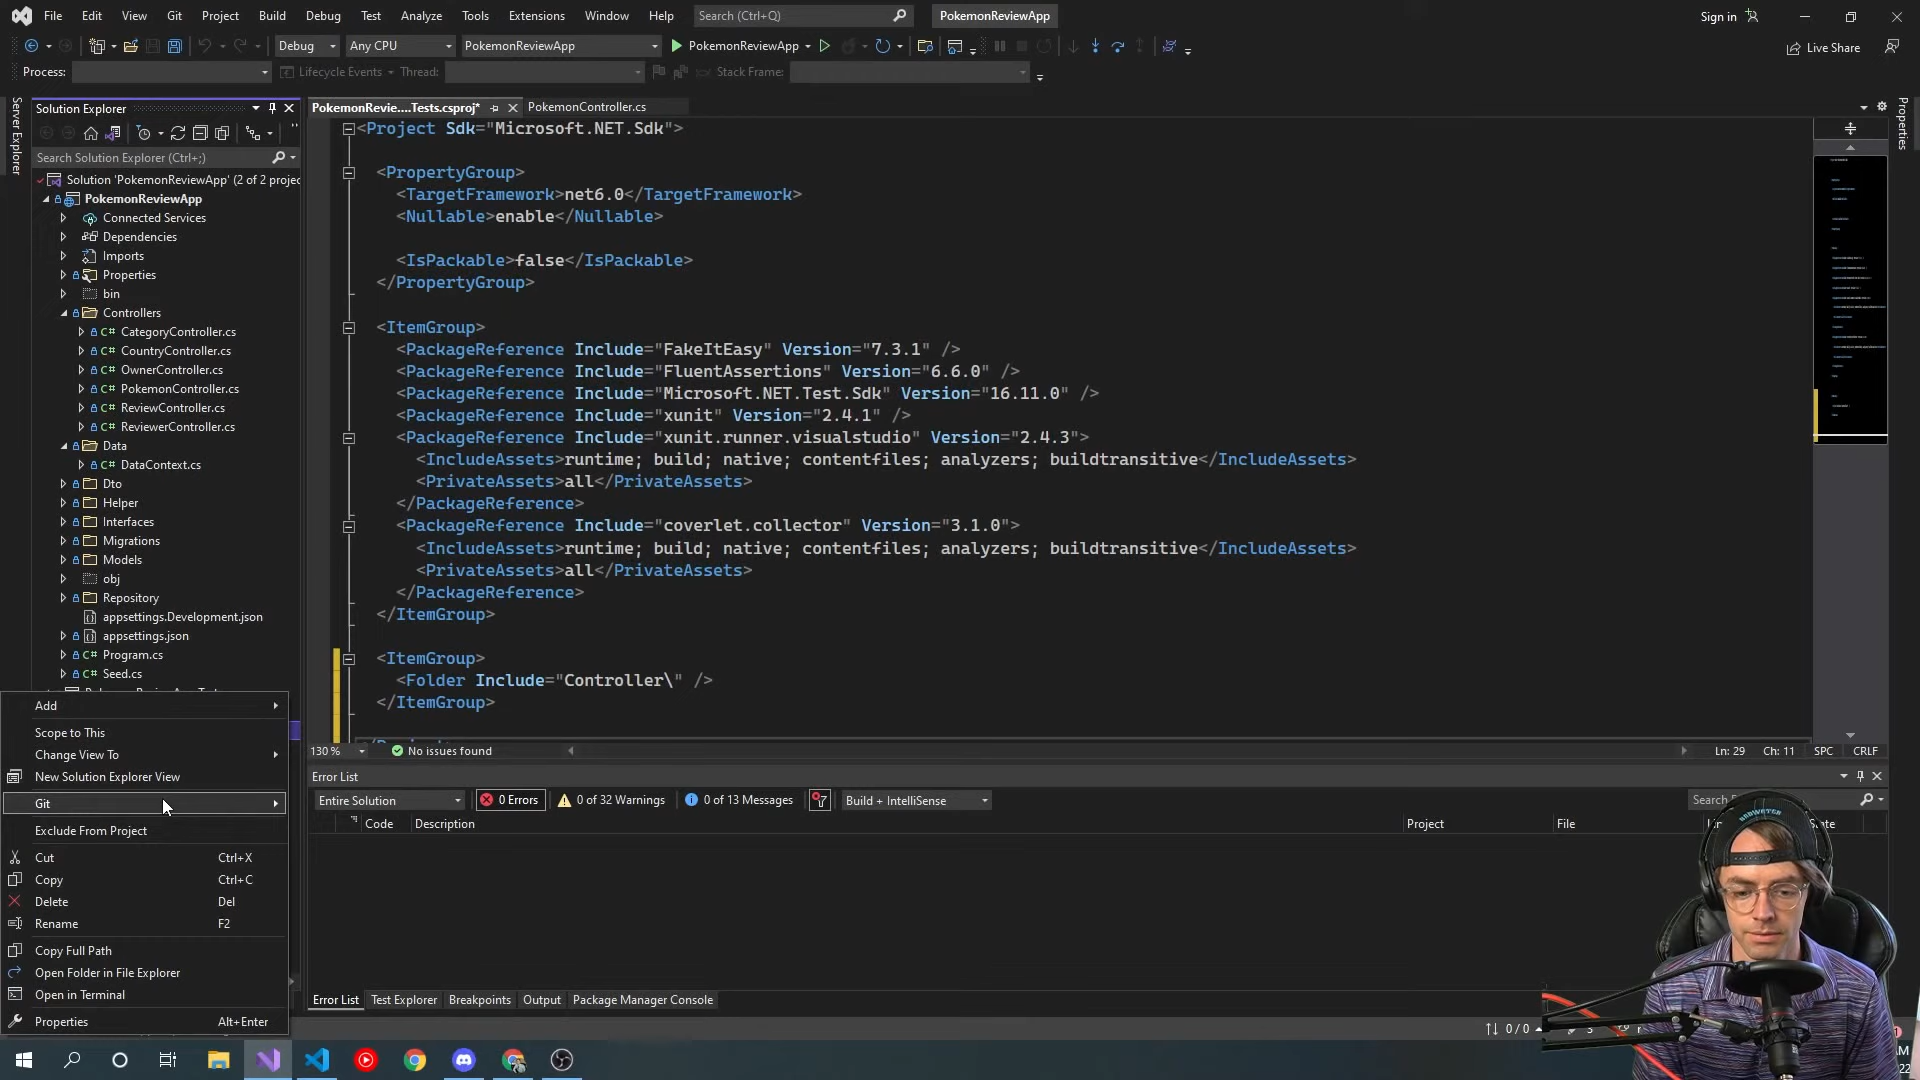 File Edit View Git Project Build Debug Test Analyze Tools Extensions Window Help Search (Ctrl+Q) PokemonReviewApp Sign in
Debug Any CPU PokemonReviewApp PokemonReviewApp Live Share
Process: Lifecycle Events Thread: Stack Frame:
Server Explorer
Solution Explorer
Search Solution Explorer (Ctrl+;)
Solution 'PokemonReviewApp' (2 of 2 projec
PokemonReviewApp
Connected Services
Dependencies
Imports
Properties
bin
Controllers
C# CategoryController.cs
C# CountryController.cs
C# OwnerController.cs
C# PokemonController.cs
C# ReviewController.cs
C# ReviewerController.cs
Data
C# DataContext.cs
Dto
Helper
Interfaces
Migrations
Models
obj
Repository
appsettings.Development.json
appsettings.json
C# Program.cs
C# Seed.cs
Add
Scope to This
Change View To
New Solution Explorer View
Git
Exclude From Project
Cut Ctrl+X
Copy Ctrl+C
Delete Del
Rename F2
Copy Full Path
Open Folder in File Explorer
Open in Terminal
Properties Alt+Enter
PokemonRevie....Tests.csproj* PokemonController.cs
<Project Sdk="Microsoft.NET.Sdk">
<PropertyGroup>
<TargetFramework>net6.0</TargetFramework>
<Nullable>enable</Nullable>
<IsPackable>false</IsPackable>
</PropertyGroup>
<ItemGroup>
<PackageReference Include="FakeItEasy" Version="7.3.1" />
<PackageReference Include="FluentAssertions" Version="6.6.0" />
<PackageReference Include="Microsoft.NET.Test.Sdk" Version="16.11.0" />
<PackageReference Include="xunit" Version="2.4.1" />
<PackageReference Include="xunit.runner.visualstudio" Version="2.4.3">
<IncludeAssets>runtime; build; native; contentfiles; analyzers; buildtransitive</IncludeAssets>
<PrivateAssets>all</PrivateAssets>
</PackageReference>
<PackageReference Include="coverlet.collector" Version="3.1.0">
<IncludeAssets>runtime; build; native; contentfiles; analyzers; buildtransitive</IncludeAssets>
<PrivateAssets>all</PrivateAssets>
</PackageReference>
</ItemGroup>
<ItemGroup>
<Folder Include="Controller\" />
</ItemGroup>
130 % No issues found Ln: 29 Ch: 11 SPC CRLF
Error List
Entire Solution 0 Errors 0 of 32 Warnings 0 of 13 Messages Build + IntelliSense Search
Code Description Project File
Error List Test Explorer Breakpoints Output Package Manager Console
0 / 0
Properties